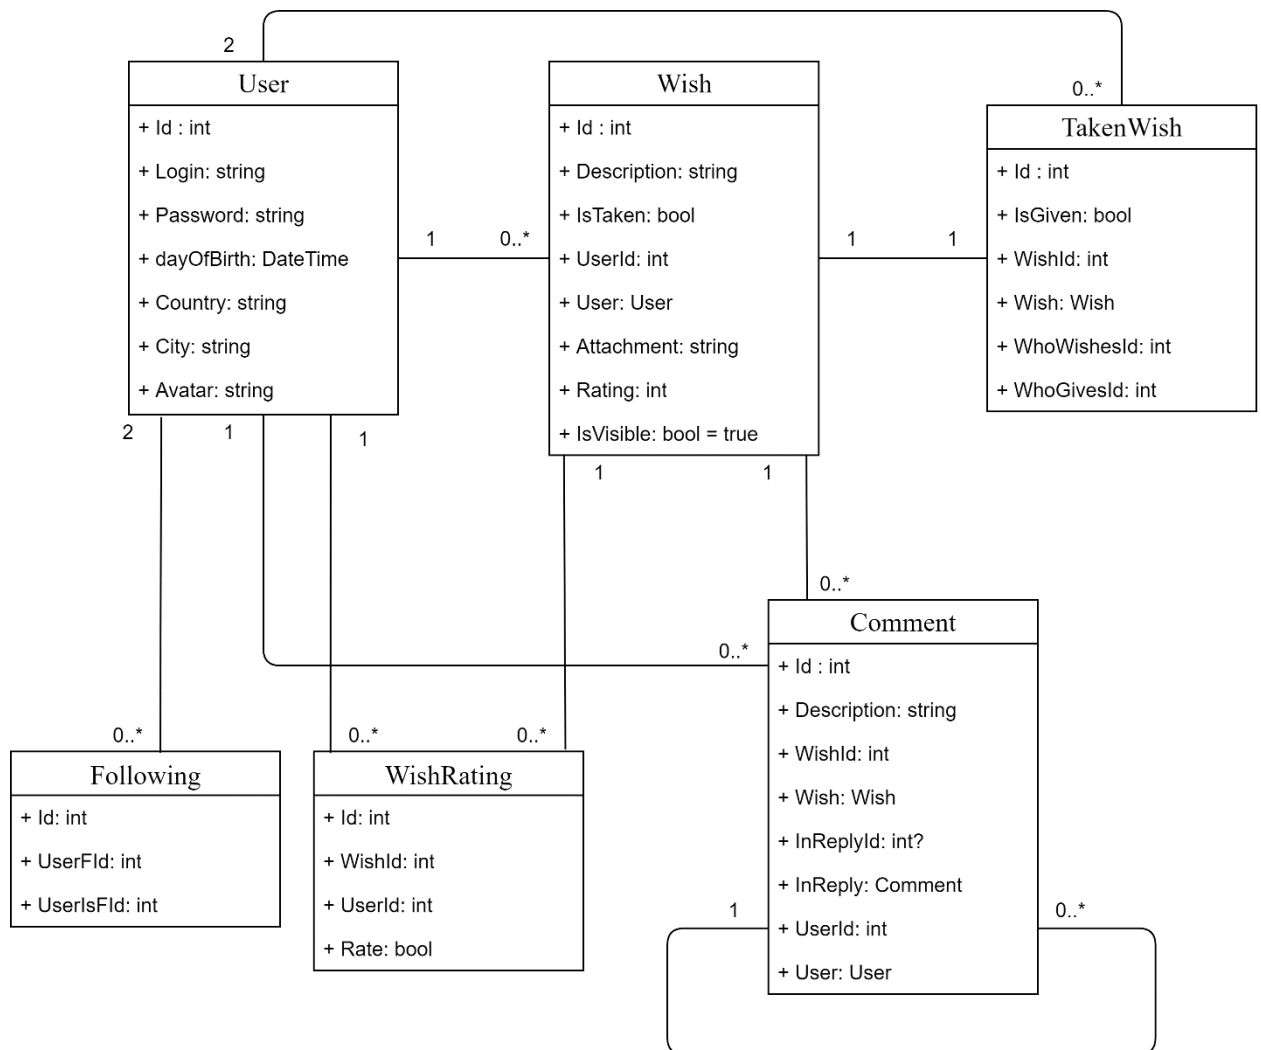 2
User
+ Id : int
+ Login: string
+ Password: string
+ dayOfBirth: DateTime
+ Country: string
+ City: string
+ Avatar: string
1
0..*
Wish
+ Id : int
+ Description: string
+ IsTaken: bool
+ UserId: int
+ User: User
+ Attachment: string
+ Rating: int
+ IsVisible: bool = true
1
1
0..*
TakenWish
+ Id : int
+ IsGiven: bool
+ WishId: int
+ Wish: Wish
+ WhoWishesId: int
+ WhoGivesId: int
2
1
1
1
1
0..*
0..*
0..*
0..*
0..*
Following
+ Id: int
+ UserFId: int
+ UserIsFId: int
WishRating
+ Id: int
+ WishId: int
+ UserId: int
+ Rate: bool
Comment
+ Id : int
+ Description: string
+ WishId: int
+ Wish: Wish
+ InReplyId: int?
+ InReply: Comment
+ UserId: int
+ User: User
1
0..*